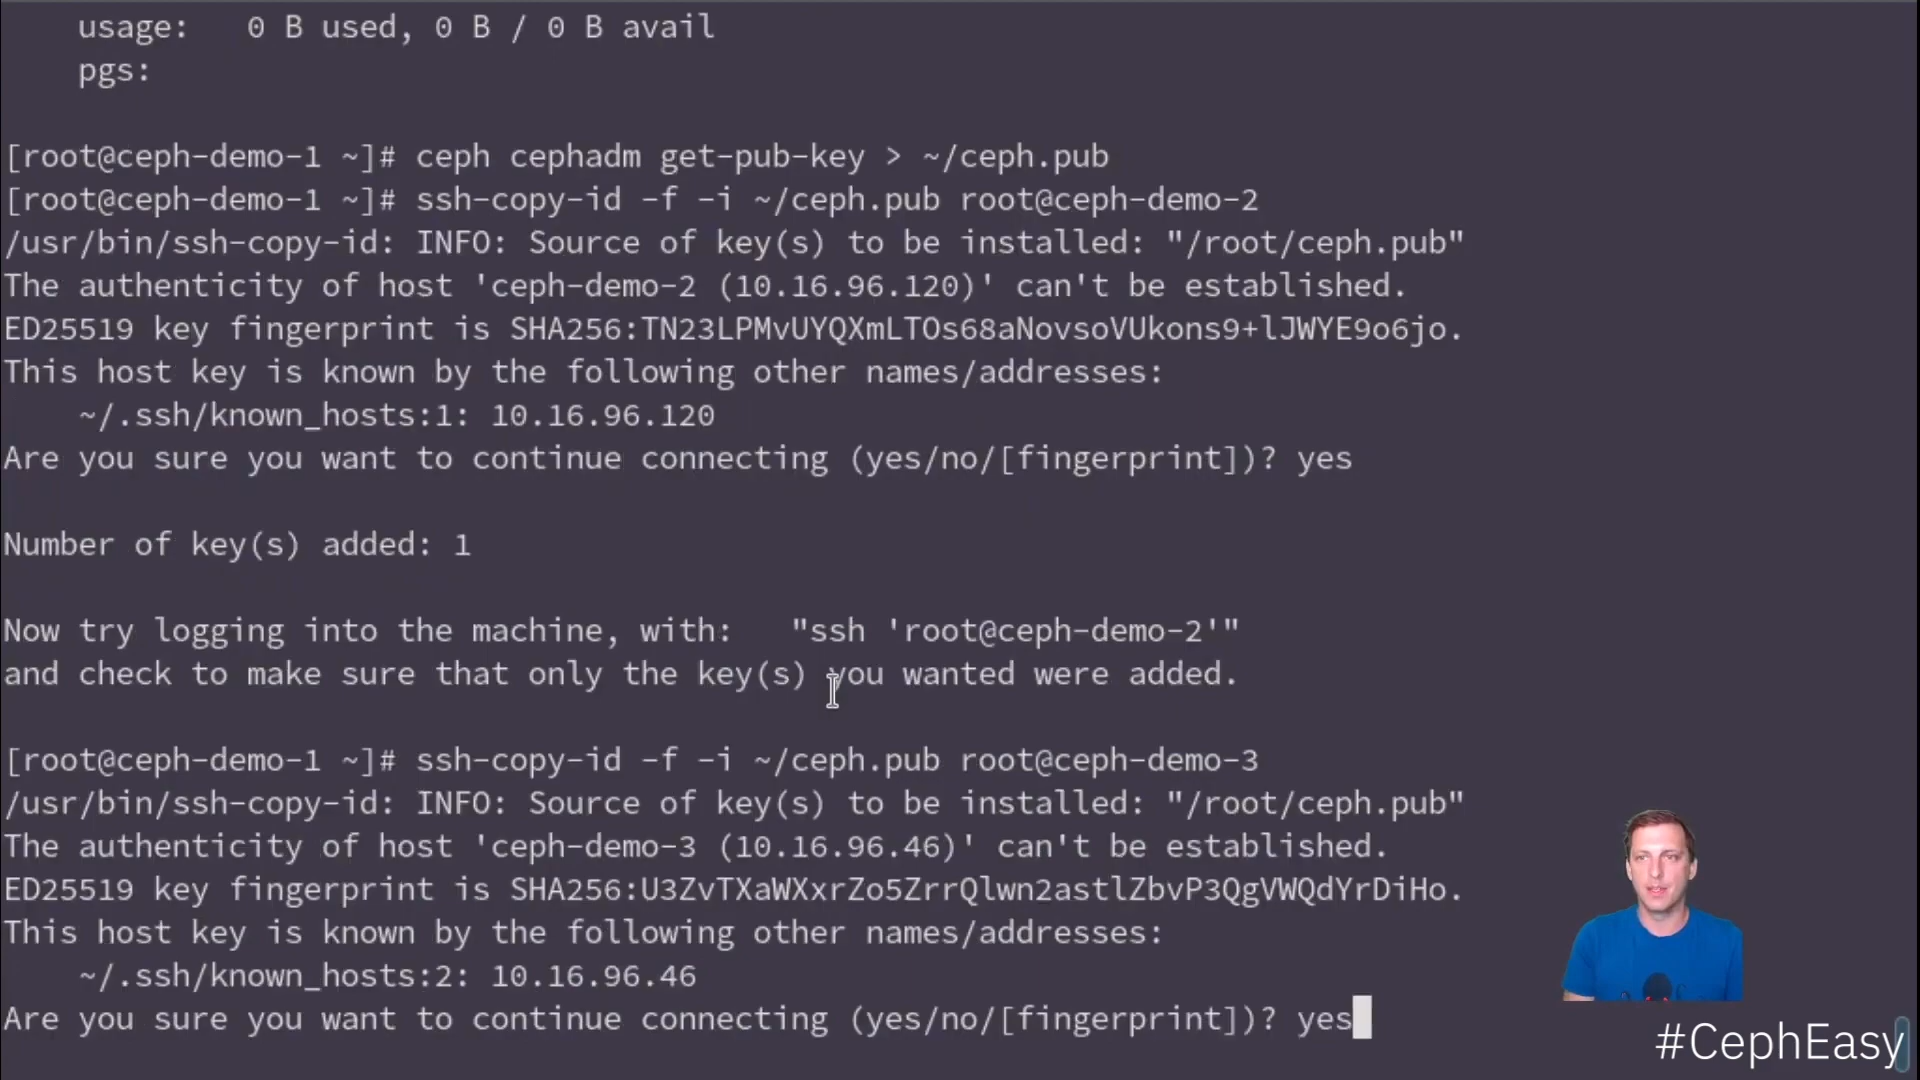 usage:   0 B used, 0 B / 0 B avail
pgs:
[root@ceph-demo-1 ~]# ceph cephadm get-pub-key > ~/ceph.pub
[root@ceph-demo-1 ~]# ssh-copy-id -f -i ~/ceph.pub root@ceph-demo-2
/usr/bin/ssh-copy-id: INFO: Source of key(s) to be installed: "/root/ceph.pub"
The authenticity of host 'ceph-demo-2 (10.16.96.120)' can't be established.
ED25519 key fingerprint is SHA256:TN23LPMvUYQXmLTOs68aNovsoVUkons9+lJWYE9o6jo.
This host key is known by the following other names/addresses:
~/.ssh/known_hosts:1: 10.16.96.120
Are you sure you want to continue connecting (yes/no/[fingerprint])? yes
Number of key(s) added: 1
Now try logging into the machine, with:   "ssh 'root@ceph-demo-2'"
and check to make sure that only the key(s) you wanted were added.
[root@ceph-demo-1 ~]# ssh-copy-id -f -i ~/ceph.pub root@ceph-demo-3
/usr/bin/ssh-copy-id: INFO: Source of key(s) to be installed: "/root/ceph.pub"
The authenticity of host 'ceph-demo-3 (10.16.96.46)' can't be established.
ED25519 key fingerprint is SHA256:U3ZvTXaWXxrZo5ZrrQlwn2astlZbvP3QgVWQdYrDiHo.
This host key is known by the following other names/addresses:
~/.ssh/known_hosts:2: 10.16.96.46
Are you sure you want to continue connecting (yes/no/[fingerprint])? yes
#CephEasy